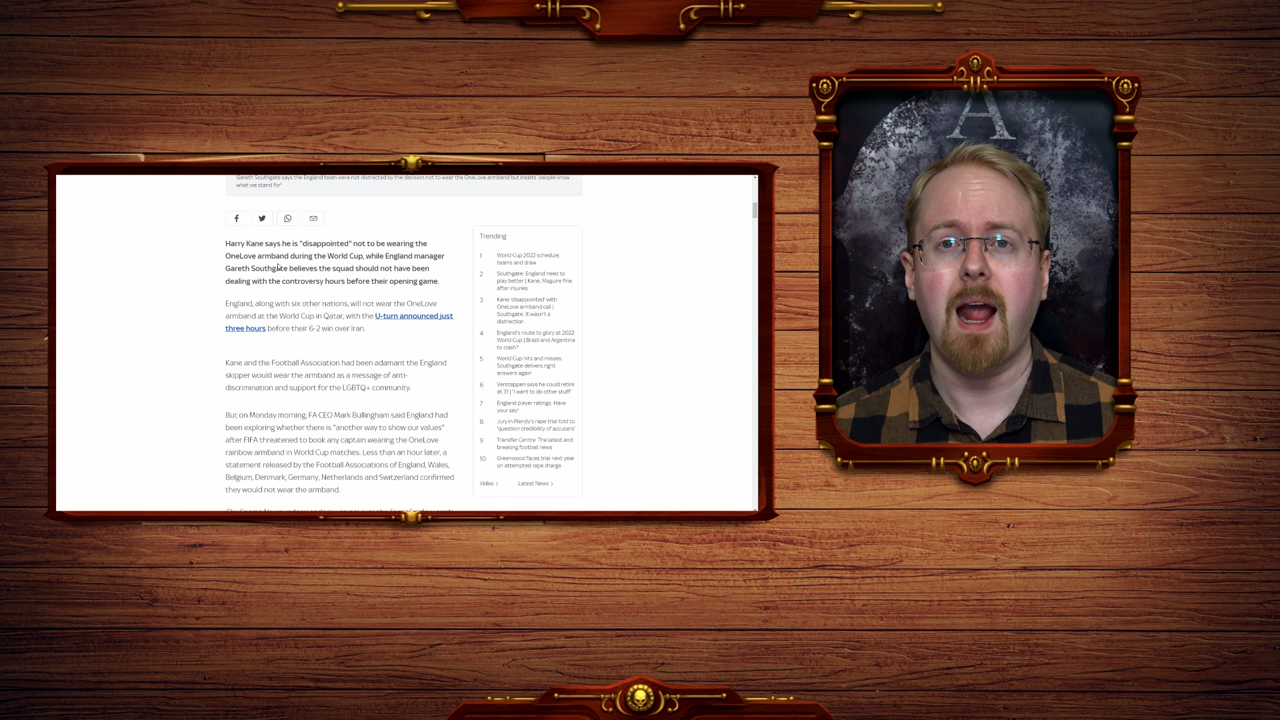 Gareth Southgate says the England team were not distracted by the decision not to wear the OneLove armband but insists "people know
what we stand for"
Harry Kane says he is "disappointed" not to be wearing the
OneLove armband during the World Cup, while England manager
Gareth Southgate believes the squad should not have been
dealing with the controversy hours before their opening game.
England, along with six other nations, will not wear the OneLove
armband at the World Cup in Qatar, with the U-turn announced just
three hours before their 6-2 win over Iran.
Kane and the Football Association had been adamant the England
skipper would wear the armband as a message of anti-
discrimination and support for the LGBTQ+ community.
But on Monday morning, FA CEO Mark Bullingham said England had
been exploring whether there is "another way to show our values"
after FIFA threatened to book any captain wearing the OneLove
rainbow armband in World Cup matches. Less than an hour later, a
statement released by the Football Associations of England, Wales,
Belgium, Denmark, Germany, Netherlands and Switzerland confirmed
they would not wear the armband.
Trending
1 World Cup 2022 schedule,
teams and draw
2 Southgate: England need to
play better | Kane, Maguire fine
after injuries
3 Kane 'disappointed' with
OneLove armband call |
Southgate: It wasn't a
distraction
4 England's route to glory at 2022
World Cup | Brazil and Argentina
to clash?
5 World Cup hits and misses:
Southgate delivers right
answers again
6 Verstappen says he could retire
at 31 | 'I want to do other stuff'
7 England player ratings: Have
your say!
8 Jury in Mendy's rape trial told to
'question credibility of accusers'
9 Transfer Centre: The latest and
breaking football news
10 Greenwood faces trial next year
on attempted rape charge
Video > Latest News >
A